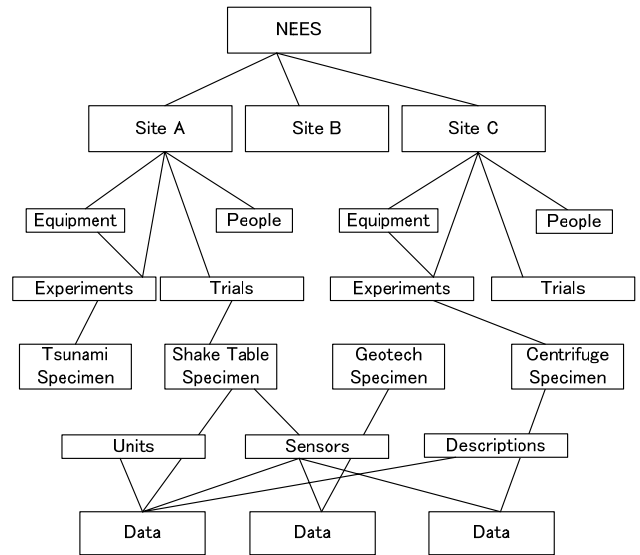 NEES
Site A
Site B
Site C
Equipment
People
Equipment
People
Experiments
Trials
Experiments
Trials
Tsunami
Specimen
Shake Table
Specimen
Geotech
Specimen
Centrifuge
Specimen
Units
Sensors
Descriptions
Data
Data
Data